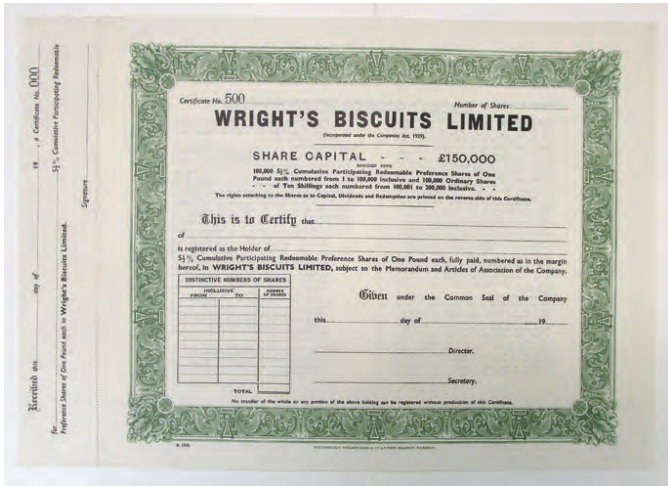 Received this day of 19 , a Certificate No. 000
for 5½% Cumulative Participating Redeemable
Preference Shares of One Pound each in Wright's Biscuits Limited.
Signature
Certificate No. 500
Number of Shares
WRIGHT'S BISCUITS LIMITED
(Incorporated under the Companies Act, 1929).
SHARE CAPITAL - - - £150,000
DIVIDED INTO
100,000 5½% Cumulative Participating Redeemable Preference Shares of One
Pound each numbered from 1 to 100,000 inclusive and 100,000 Ordinary Shares
- - of Ten Shillings each numbered from 100,001 to 200,000 inclusive. - -
The rights attaching to the Shares as to Capital, Dividends and Redemption are printed on the reverse side of this Certificate.
This is to Certify that
of
is registered as the Holder of
5½% Cumulative Participating Redeemable Preference Shares of One Pound each, fully paid, numbered as in the margin
hereof, in WRIGHT'S BISCUITS LIMITED, subject to the Memorandum and Articles of Association of the Company.
DISTINCTIVE NUMBERS OF SHARES
INCLUSIVE
FROM TO
NUMBER
OF SHARES
TOTAL
Given under the Common Seal of the Company
this day of 19
Director.
Secretary.
No transfer of the whole or any portion of the above holding can be registered without production of this Certificate.